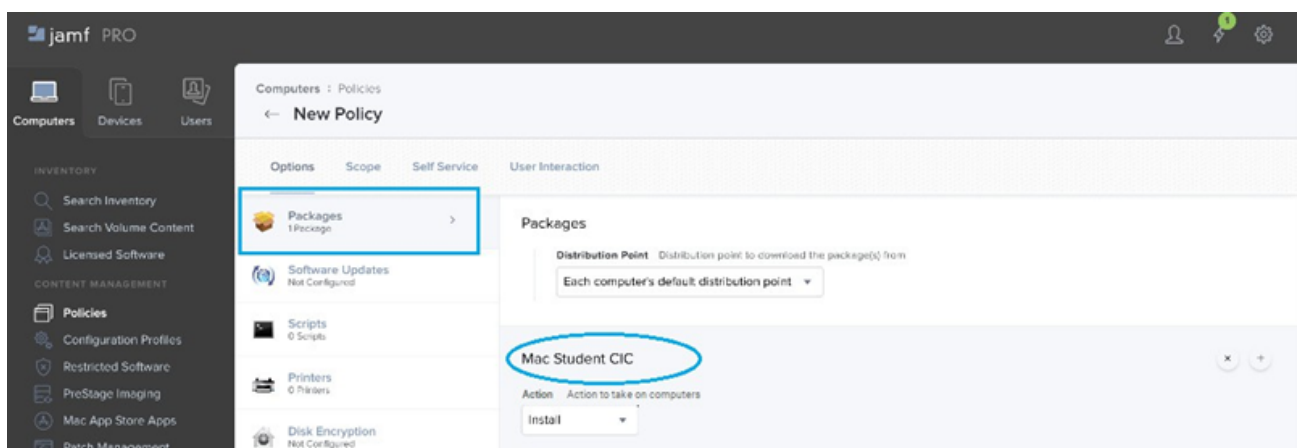 jamf PRO
1
Computers
Devices
Users
Computers : Policies
← New Policy
Options
Scope
Self Service
User Interaction
INVENTORY
Search Inventory
Search Volume Content
Licensed Software
CONTENT MANAGEMENT
Policies
Configuration Profiles
Restricted Software
PreStage Imaging
Mac App Store Apps
Patch Management
Packages
1 Package
Software Updates
Not Configured
Scripts
0 Scripts
Printers
0 Printers
Disk Encryption
Not Configured
Packages
Distribution Point Distribution point to download the package(s) from
Each computer's default distribution point
Mac Student CIC
Action Action to take on computers
Install